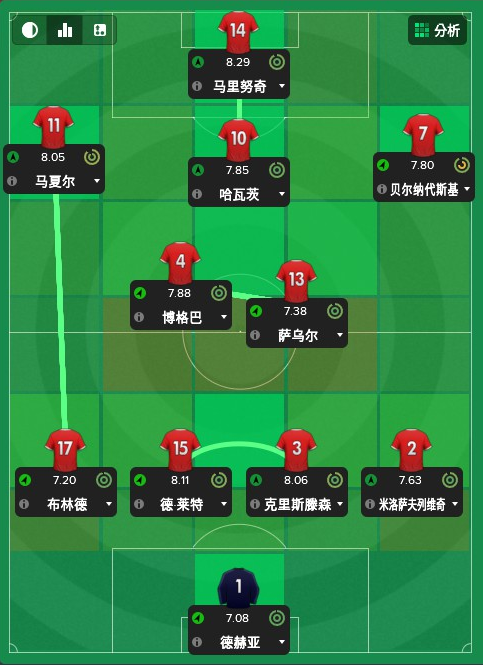 分析
14
8.29
马里努奇
11
8.05
马夏尔
10
7.85
哈瓦茨
7
7.80
贝尔纳代斯基
4
7.88
博格巴
13
7.38
萨乌尔
17
7.20
布林德
15
8.11
德.莱特
3
8.06
克里斯滕森
2
7.63
米洛萨夫列维奇
1
7.08
德赫亚